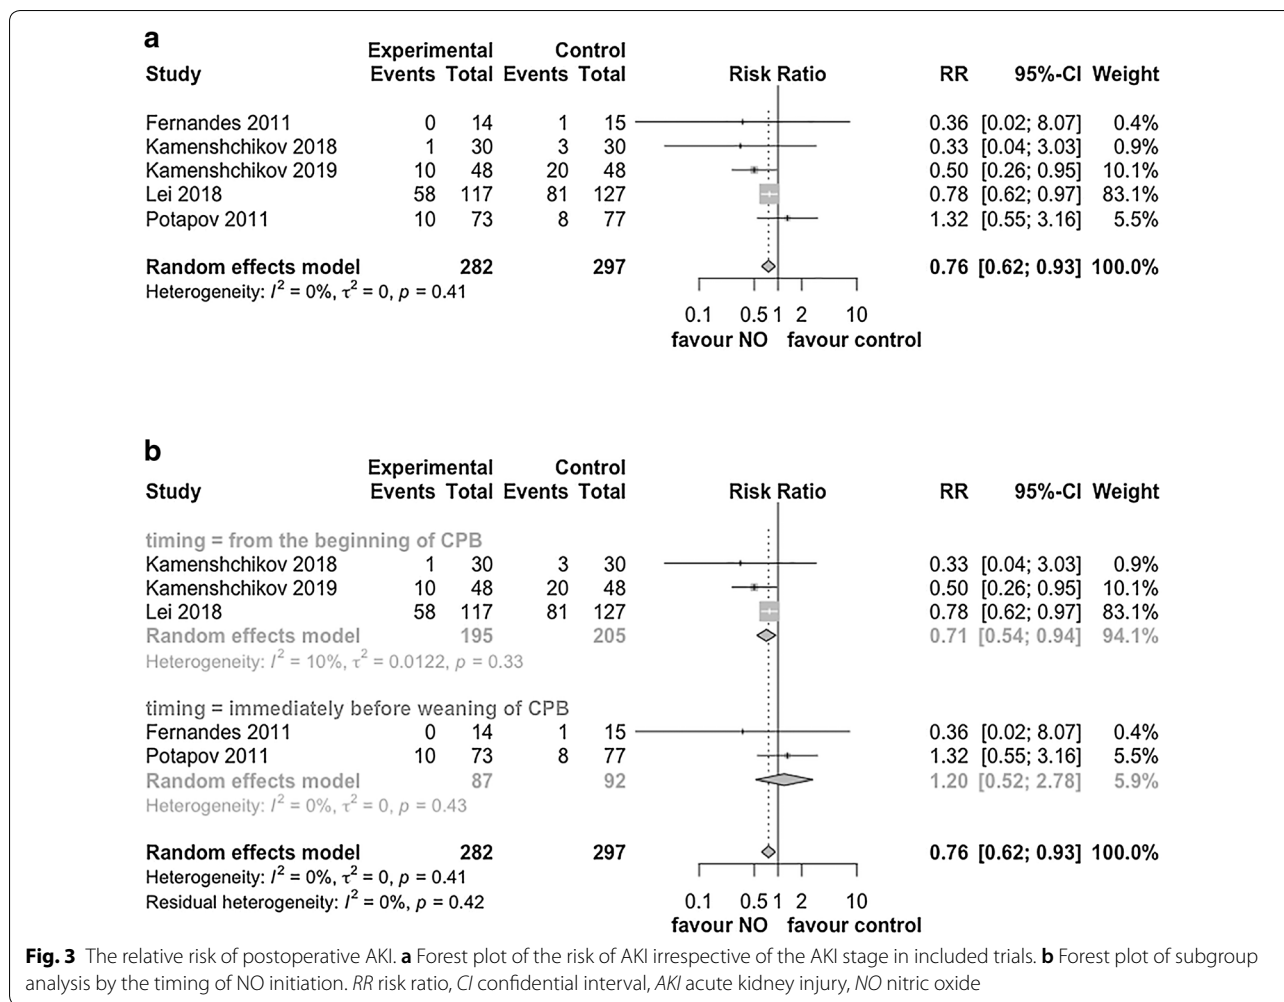 a
Experimental Control
Study Events Total Events Total Risk Ratio RR 95%-CI Weight
Fernandes 2011 0 14 1 15 0.36 [0.02; 8.07] 0.4%
Kamenshchikov 2018 1 30 3 30 0.33 [0.04; 3.03] 0.9%
Kamenshchikov 2019 10 48 20 48 0.50 [0.26; 0.95] 10.1%
Lei 2018 58 117 81 127 0.78 [0.62; 0.97] 83.1%
Potapov 2011 10 73 8 77 1.32 [0.55; 3.16] 5.5%
Random effects model 282 297 0.76 [0.62; 0.93] 100.0%
Heterogeneity: I² = 0%, τ² = 0, p = 0.41
0.1 0.5 1 2 10
favour NO favour control
b
Experimental Control
Study Events Total Events Total Risk Ratio RR 95%-CI Weight
timing = from the beginning of CPB
Kamenshchikov 2018 1 30 3 30 0.33 [0.04; 3.03] 0.9%
Kamenshchikov 2019 10 48 20 48 0.50 [0.26; 0.95] 10.1%
Lei 2018 58 117 81 127 0.78 [0.62; 0.97] 83.1%
Random effects model 195 205 0.71 [0.54; 0.94] 94.1%
Heterogeneity: I² = 10%, τ² = 0.0122, p = 0.33
timing = immediately before weaning of CPB
Fernandes 2011 0 14 1 15 0.36 [0.02; 8.07] 0.4%
Potapov 2011 10 73 8 77 1.32 [0.55; 3.16] 5.5%
Random effects model 87 92 1.20 [0.52; 2.78] 5.9%
Heterogeneity: I² = 0%, τ² = 0, p = 0.43
Random effects model 282 297 0.76 [0.62; 0.93] 100.0%
Heterogeneity: I² = 0%, τ² = 0, p = 0.41
Residual heterogeneity: I² = 0%, p = 0.42
0.1 0.5 1 2 10
favour NO favour control
Fig. 3 The relative risk of postoperative AKI. a Forest plot of the risk of AKI irrespective of the AKI stage in included trials. b Forest plot of subgroup
analysis by the timing of NO initiation. RR risk ratio, CI confidential interval, AKI acute kidney injury, NO nitric oxide